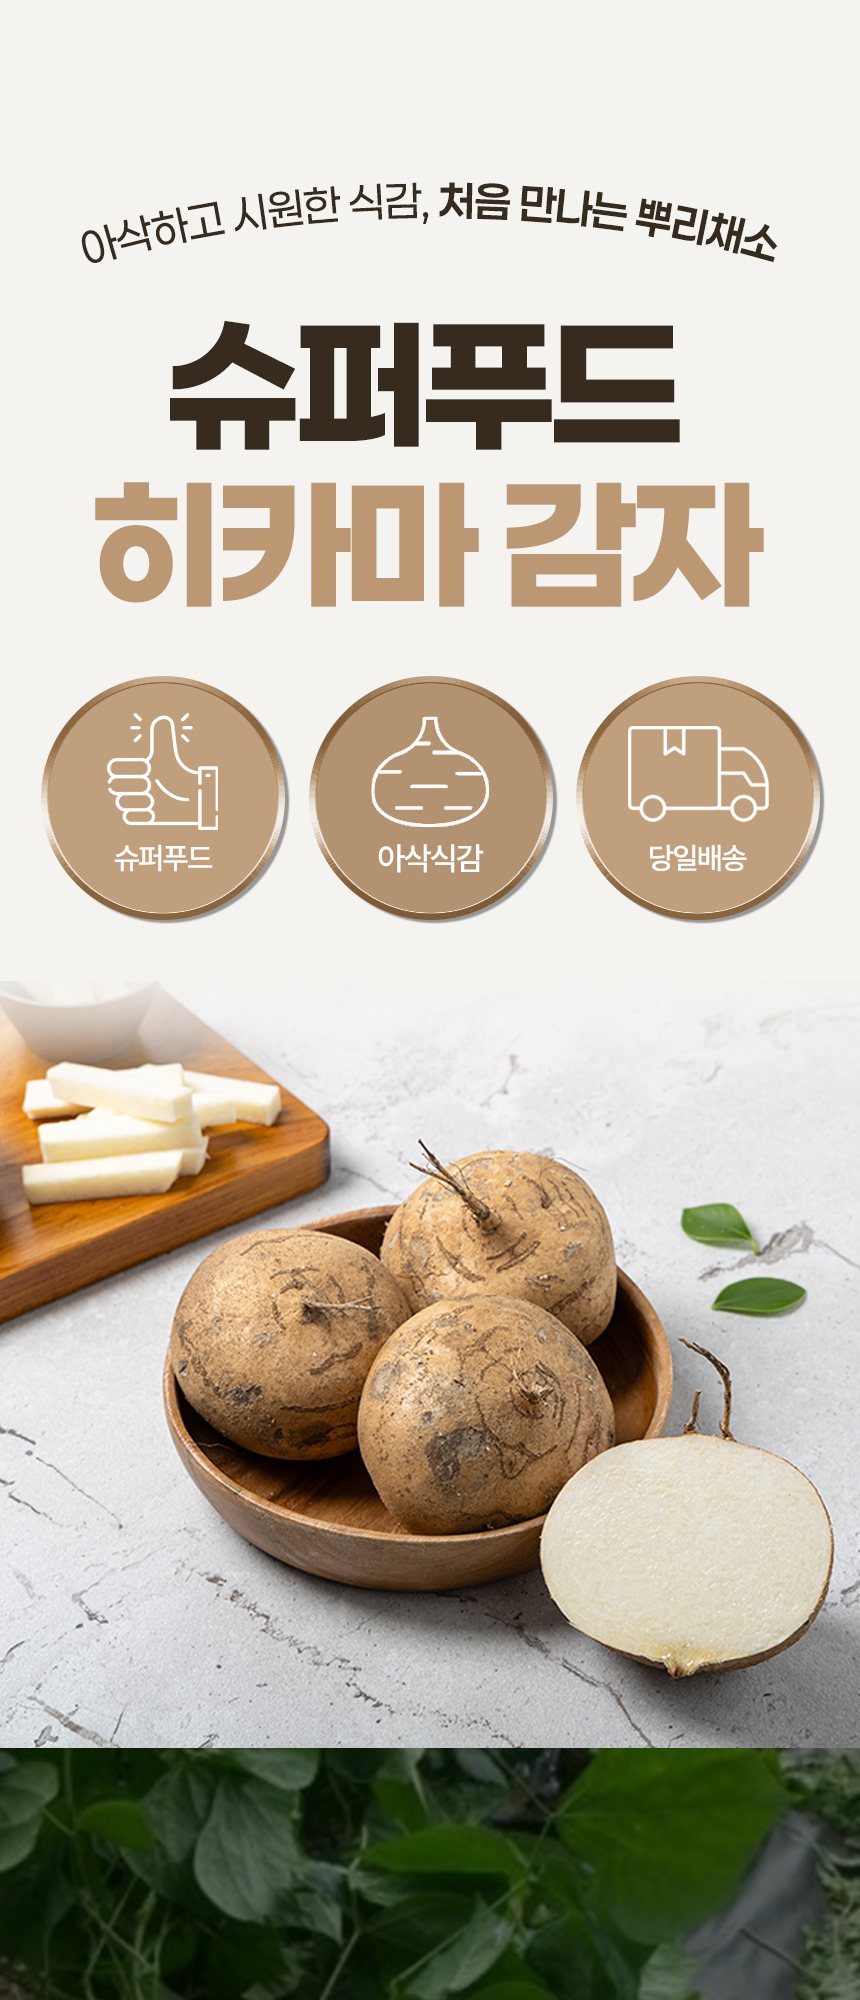 아삭하고 시원한 식감, 처음 만나는 뿌리채소
슈퍼푸드
히카마 감자
슈퍼푸드
아삭식감
당일배송